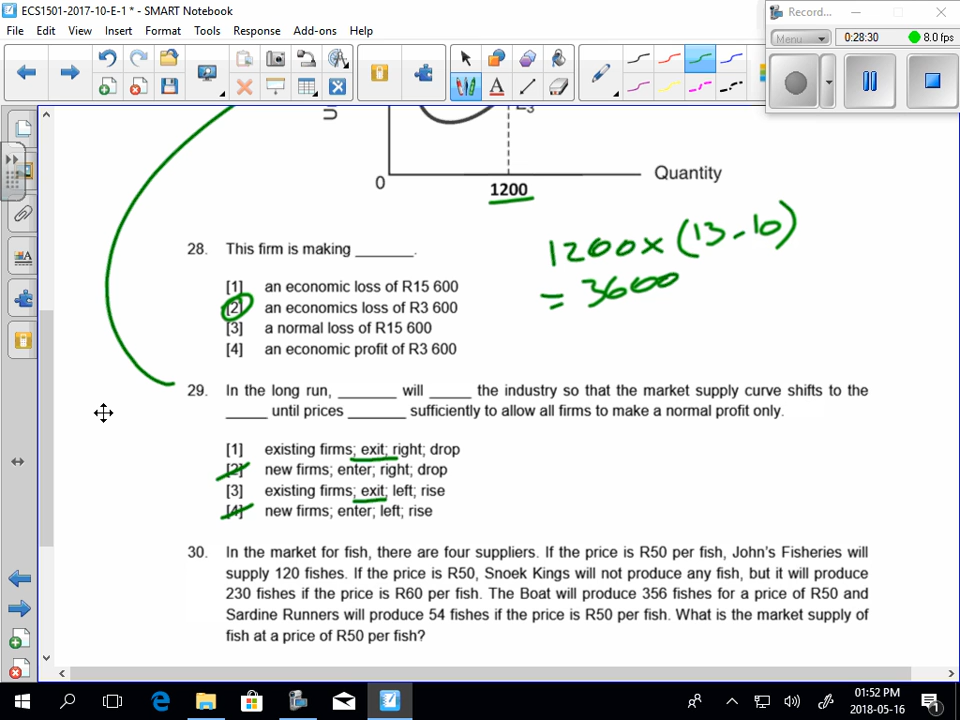 ECS1501-2017-10-E-1 * - SMART Notebook
Record...
File Edit View Insert Format Tools Response Add-ons Help
Menu
0:28:30
8.0 fps
0
1200
Quantity
1200 x (13-10)
= 3600
28. This firm is making _______.
[1] an economic loss of R15 600
[2] an economics loss of R3 600
[3] a normal loss of R15 600
[4] an economic profit of R3 600
29. In the long run, _______ will _____ the industry so that the market supply curve shifts to the
_____ until prices _______ sufficiently to allow all firms to make a normal profit only.
[1] existing firms; exit; right; drop
[2] new firms; enter; right; drop
[3] existing firms; exit; left; rise
[4] new firms; enter; left; rise
30. In the market for fish, there are four suppliers. If the price is R50 per fish, John's Fisheries will
supply 120 fishes. If the price is R50, Snoek Kings will not produce any fish, but it will produce
230 fishes if the price is R60 per fish. The Boat will produce 356 fishes for a price of R50 and
Sardine Runners will produce 54 fishes if the price is R50 per fish. What is the market supply of
fish at a price of R50 per fish?
01:52 PM
2018-05-16
1